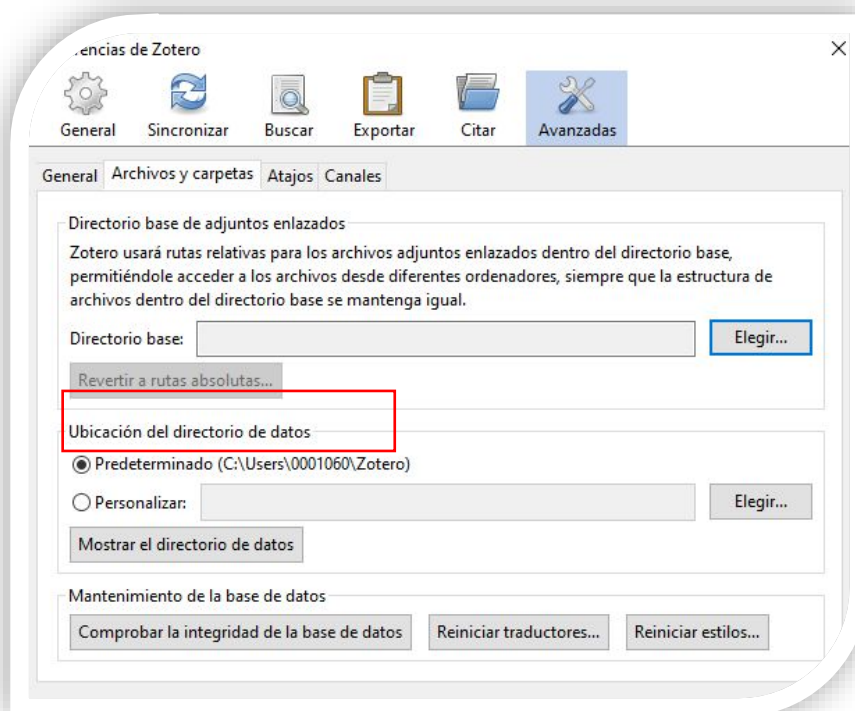 encias de Zotero
General Sincronizar Buscar Exportar Citar Avanzadas
General Archivos y carpetas Atajos Canales
Directorio base de adjuntos enlazados
Zotero usará rutas relativas para los archivos adjuntos enlazados dentro del directorio base,
permitiéndole acceder a los archivos desde diferentes ordenadores, siempre que la estructura de
archivos dentro del directorio base se mantenga igual.
Directorio base: Elegir...
Revertir a rutas absolutas...
Ubicación del directorio de datos
Predeterminado (C:\Users\0001060\Zotero)
Personalizar: Elegir...
Mostrar el directorio de datos
Mantenimiento de la base de datos
Comprobar la integridad de la base de datos Reiniciar traductores... Reiniciar estilos...